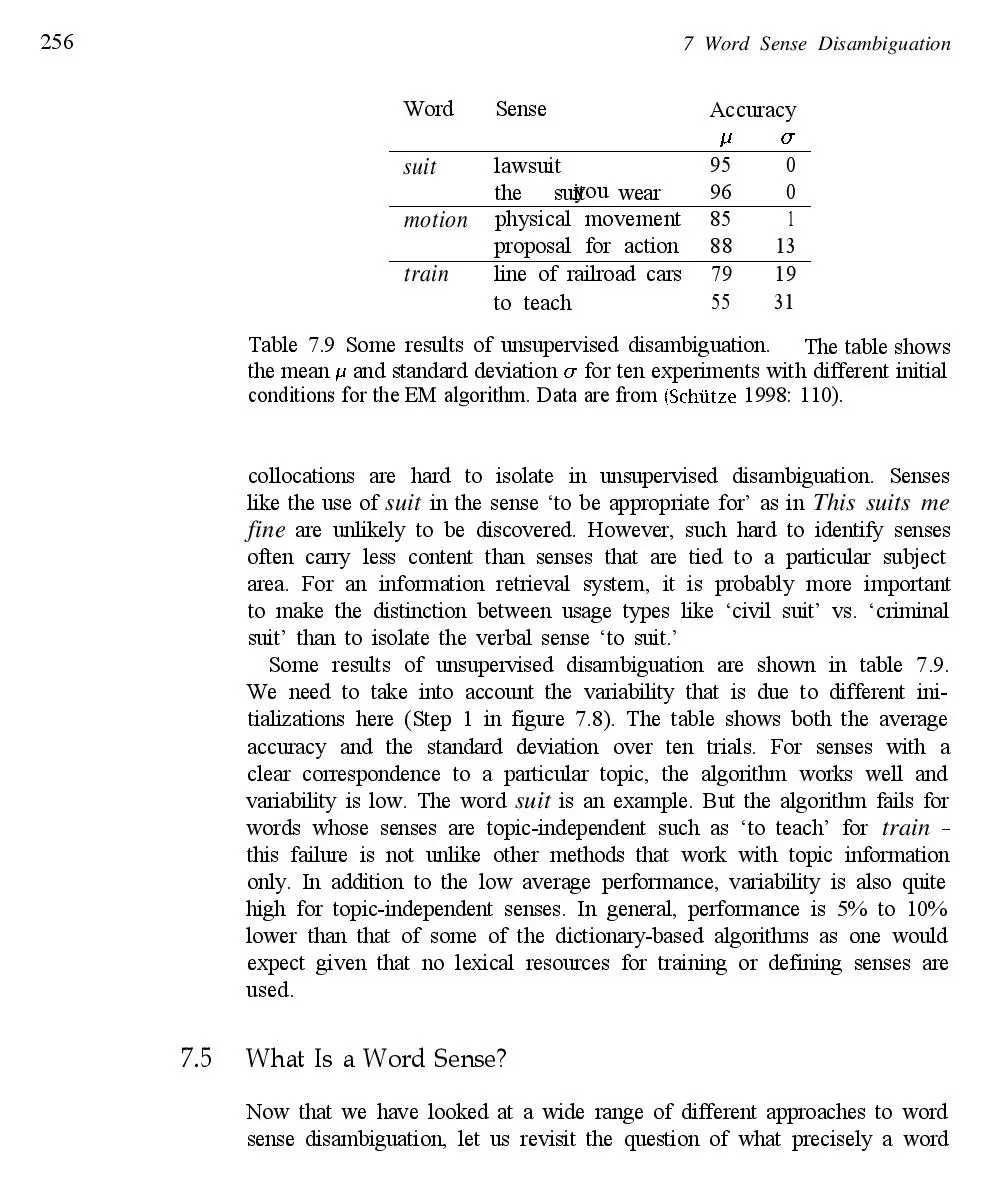 256
7 Word Sense Disambiguation
Word Sense Accuracy
μ σ
suit lawsuit 95 0
the suit you wear 96 0
motion physical movement 85 1
proposal for action 88 13
train line of railroad cars 79 19
to teach 55 31
Table 7.9 Some results of unsupervised disambiguation. The table shows
the mean μ and standard deviation σ for ten experiments with different initial
conditions for the EM algorithm. Data are from (Schütze 1998: 110).
collocations are hard to isolate in unsupervised disambiguation. Senses
like the use of suit in the sense ‘to be appropriate for’ as in This suits me
fine are unlikely to be discovered. However, such hard to identify senses
often carry less content than senses that are tied to a particular subject
area. For an information retrieval system, it is probably more important
to make the distinction between usage types like ‘civil suit’ vs. ‘criminal
suit’ than to isolate the verbal sense ‘to suit.’
Some results of unsupervised disambiguation are shown in table 7.9.
We need to take into account the variability that is due to different ini-
tializations here (Step 1 in figure 7.8). The table shows both the average
accuracy and the standard deviation over ten trials. For senses with a
clear correspondence to a particular topic, the algorithm works well and
variability is low. The word suit is an example. But the algorithm fails for
words whose senses are topic-independent such as ‘to teach’ for train –
this failure is not unlike other methods that work with topic information
only. In addition to the low average performance, variability is also quite
high for topic-independent senses. In general, performance is 5% to 10%
lower than that of some of the dictionary-based algorithms as one would
expect given that no lexical resources for training or defining senses are
used.
7.5 What Is a Word Sense?
Now that we have looked at a wide range of different approaches to word
sense disambiguation, let us revisit the question of what precisely a word